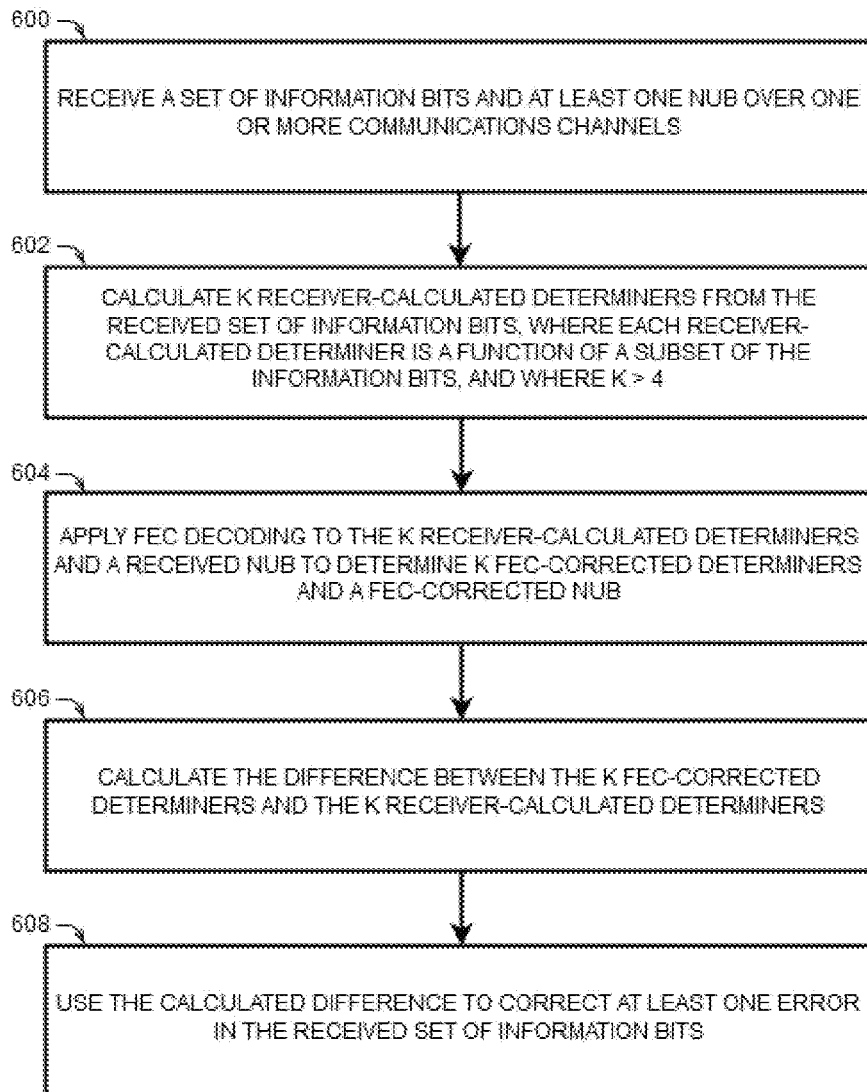 600
RECEIVE A SET OF INFORMATION BITS AND AT LEAST ONE NUB OVER ONE
OR MORE COMMUNICATIONS CHANNELS
602
CALCULATE K RECEIVER-CALCULATED DETERMINERS FROM THE
RECEIVED SET OF INFORMATION BITS, WHERE EACH RECEIVER-
CALCULATED DETERMINER IS A FUNCTION OF A SUBSET OF THE
INFORMATION BITS, AND WHERE K > 4
604
APPLY FEC DECODING TO THE K RECEIVER-CALCULATED DETERMINERS
AND A RECEIVED NUB TO DETERMINE K FEC-CORRECTED DETERMINERS
AND A FEC-CORRECTED NUB
606
CALCULATE THE DIFFERENCE BETWEEN THE K FEC-CORRECTED
DETERMINERS AND THE K RECEIVER-CALCULATED DETERMINERS
608
USE THE CALCULATED DIFFERENCE TO CORRECT AT LEAST ONE ERROR
IN THE RECEIVED SET OF INFORMATION BITS